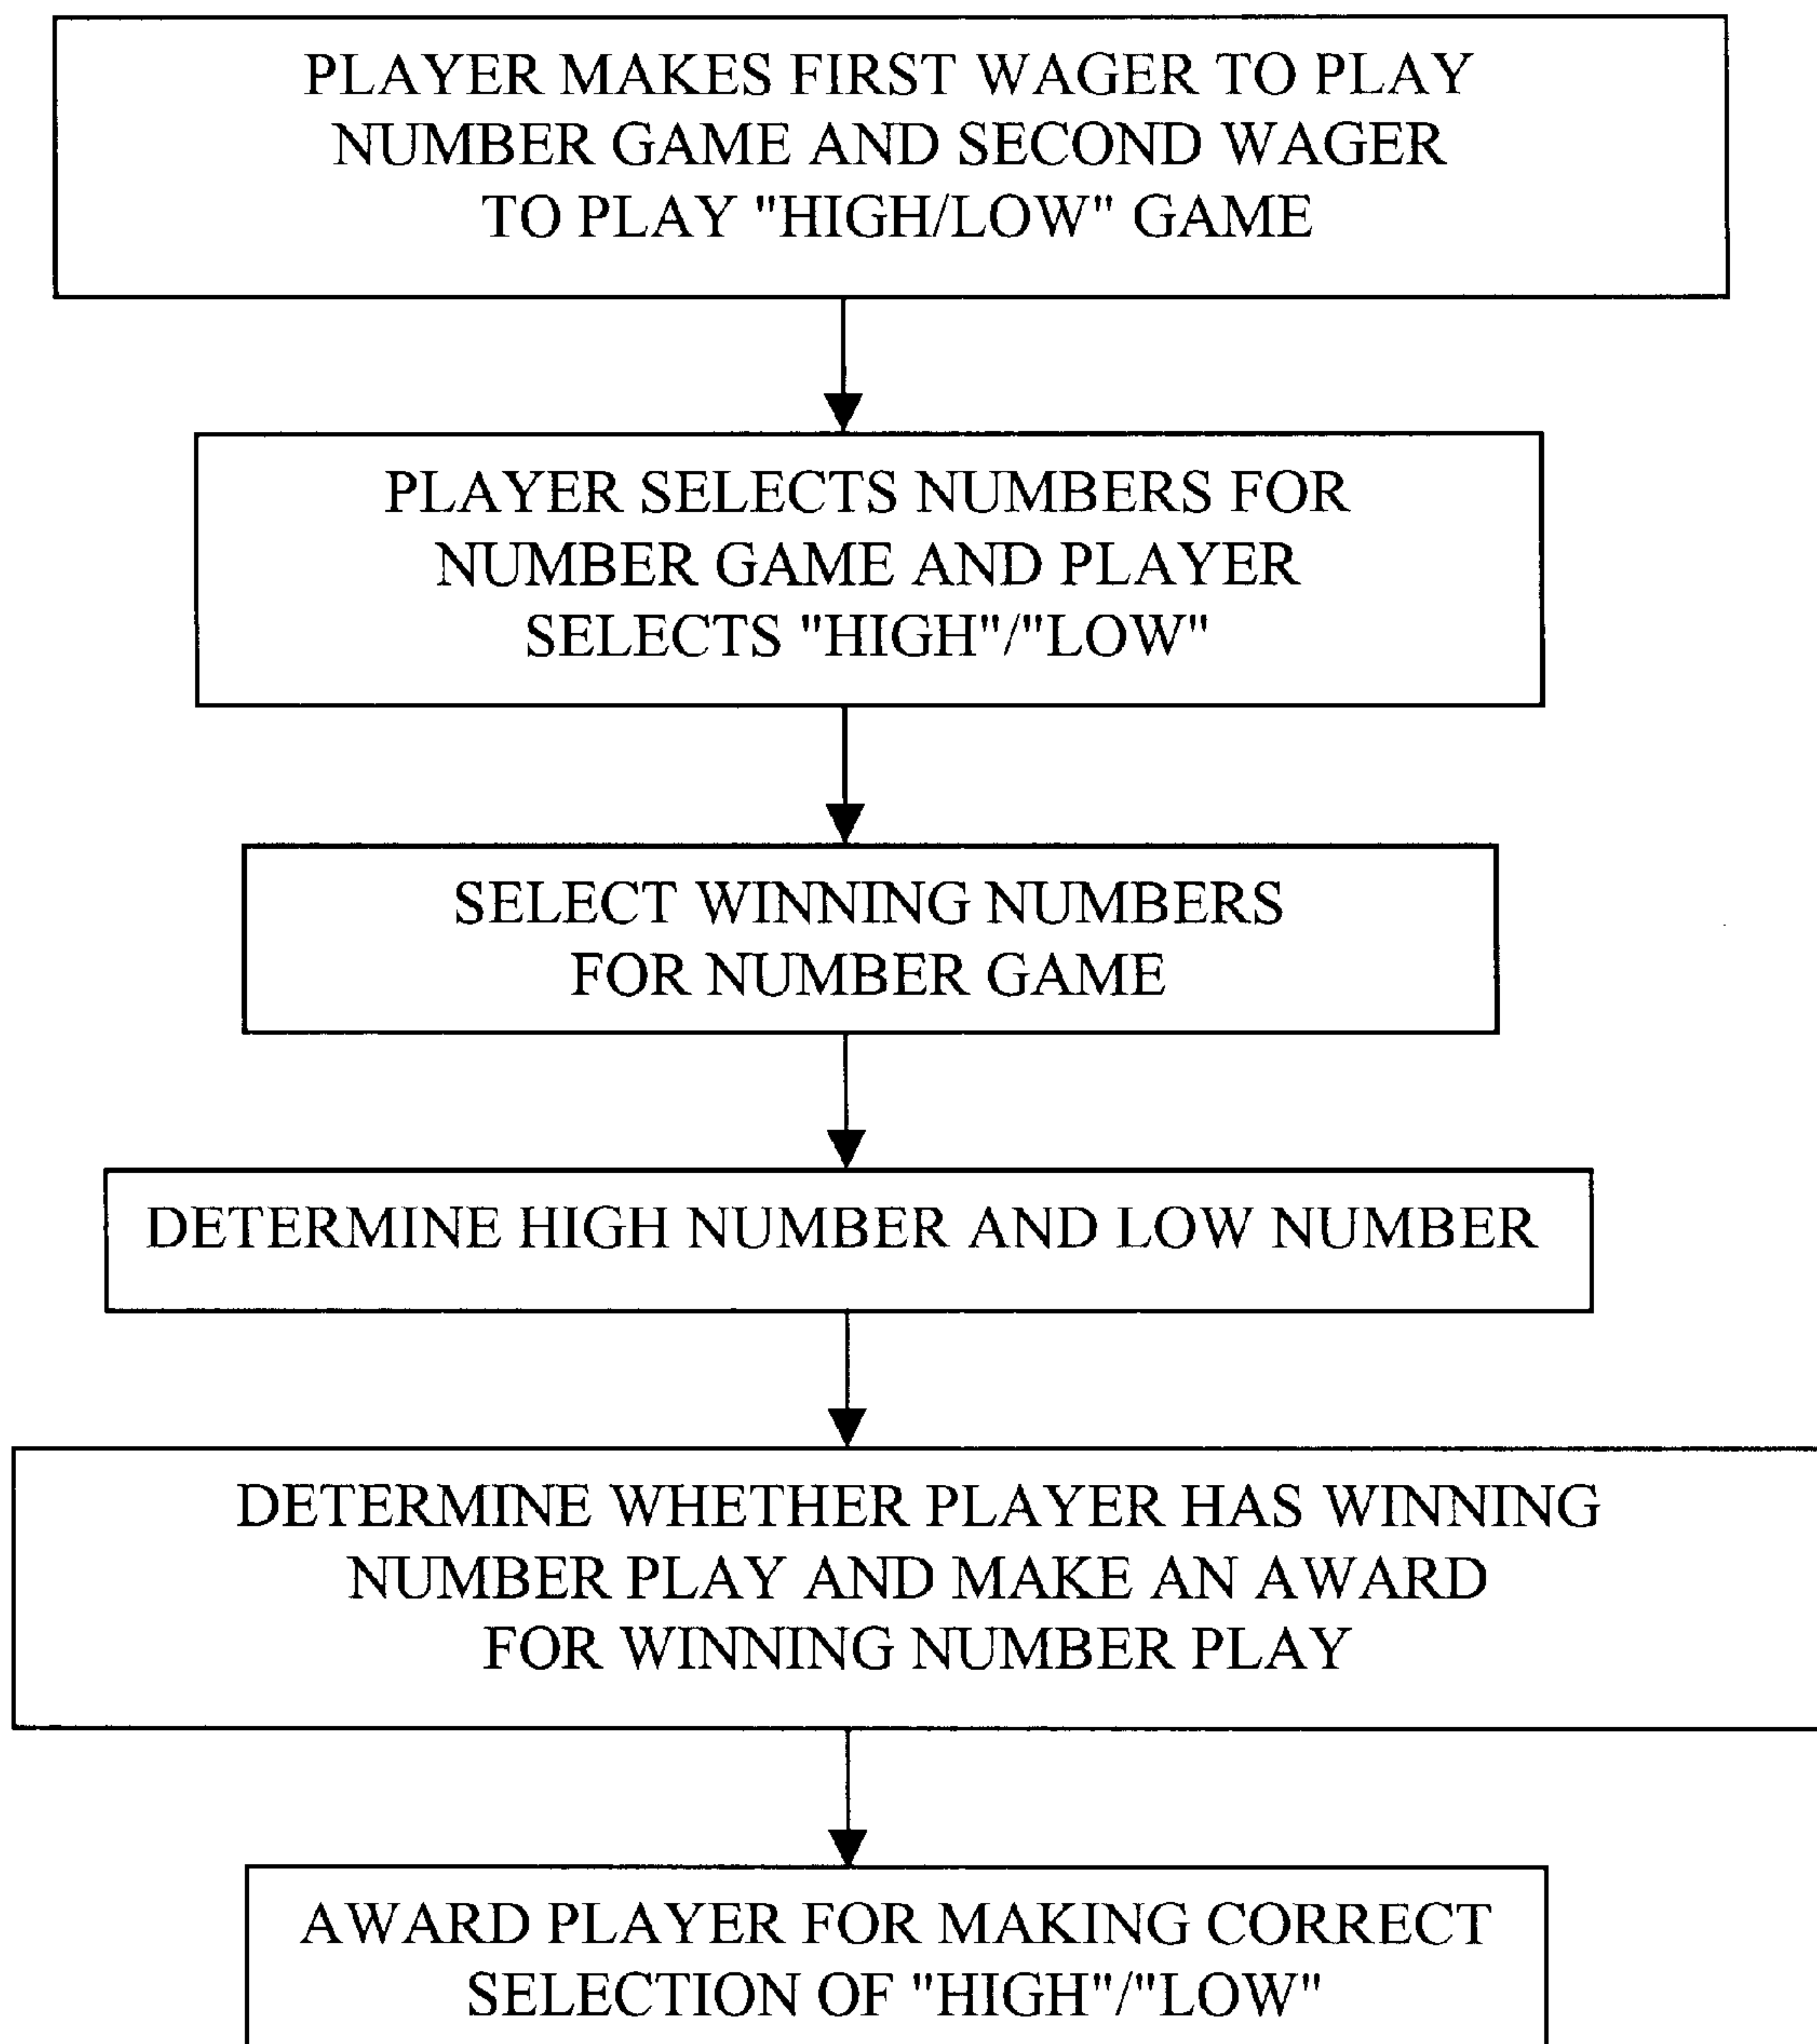 PLAYER MAKES FIRST WAGER TO PLAY
NUMBER GAME AND SECOND WAGER
TO PLAY "HIGH/LOW" GAME
PLAYER SELECTS NUMBERS FOR
NUMBER GAME AND PLAYER
SELECTS "HIGH"/"LOW"
SELECT WINNING NUMBERS
FOR NUMBER GAME
DETERMINE HIGH NUMBER AND LOW NUMBER
DETERMINE WHETHER PLAYER HAS WINNING
NUMBER PLAY AND MAKE AN AWARD
FOR WINNING NUMBER PLAY
AWARD PLAYER FOR MAKING CORRECT
SELECTION OF "HIGH"/"LOW"